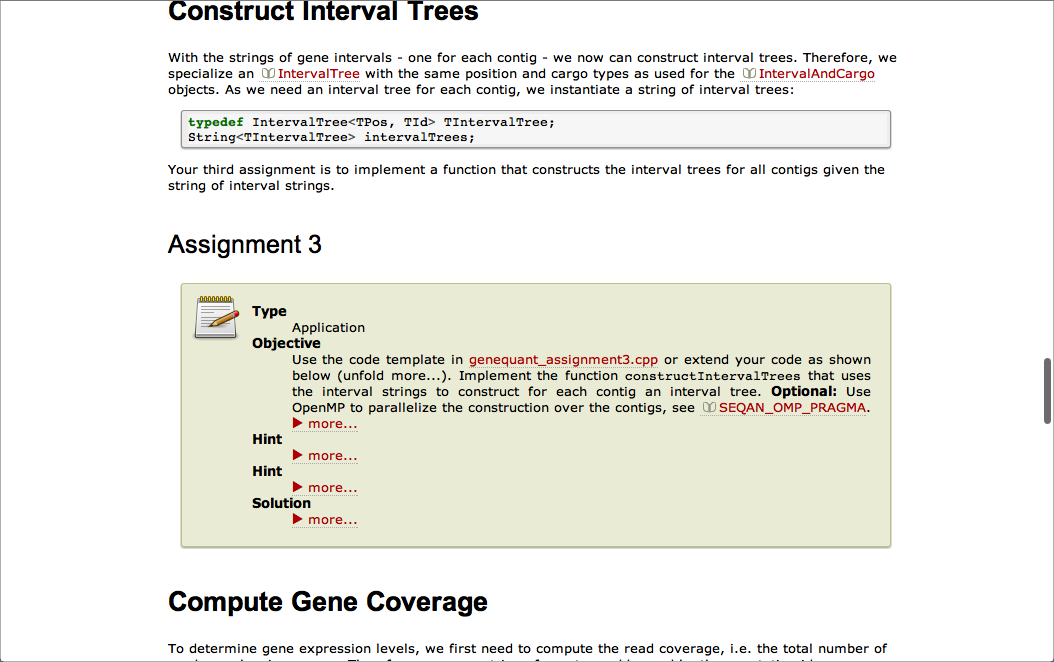 Construct Interval Trees
With the strings of gene intervals - one for each contig - we now can construct interval trees. Therefore, we
specialize an IntervalTree with the same position and cargo types as used for the IntervalAndCargo
objects. As we need an interval tree for each contig, we instantiate a string of interval trees:
typedef IntervalTree<TPos, TId> TIntervalTree;
String<TIntervalTree> intervalTrees;
Your third assignment is to implement a function that constructs the interval trees for all contigs given the
string of interval strings.
Assignment 3
Type
Application
Objective
Use the code template in genequant_assignment3.cpp or extend your code as shown
below (unfold more...). Implement the function constructIntervalTrees that uses
the interval strings to construct for each contig an interval tree. Optional: Use
OpenMP to parallelize the construction over the contigs, see SEQAN_OMP_PRAGMA.
more...
Hint
more...
Hint
more...
Solution
more...
Compute Gene Coverage
To determine gene expression levels, we first need to compute the read coverage, i.e. the total number of